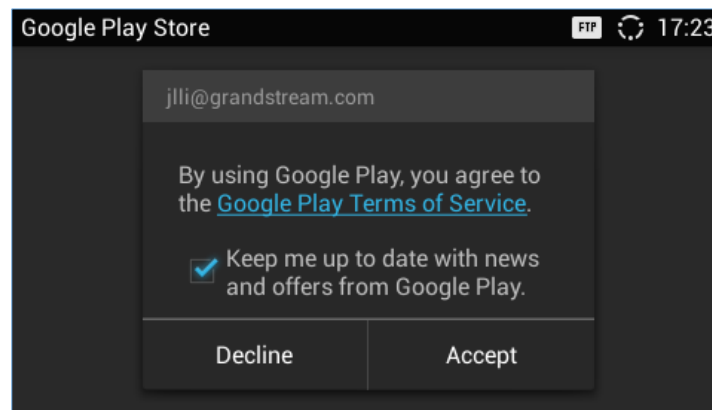 Google Play Store FTP 17:23
jlli@grandstream.com
By using Google Play, you agree to
the Google Play Terms of Service.
Keep me up to date with news
and offers from Google Play.
Decline Accept